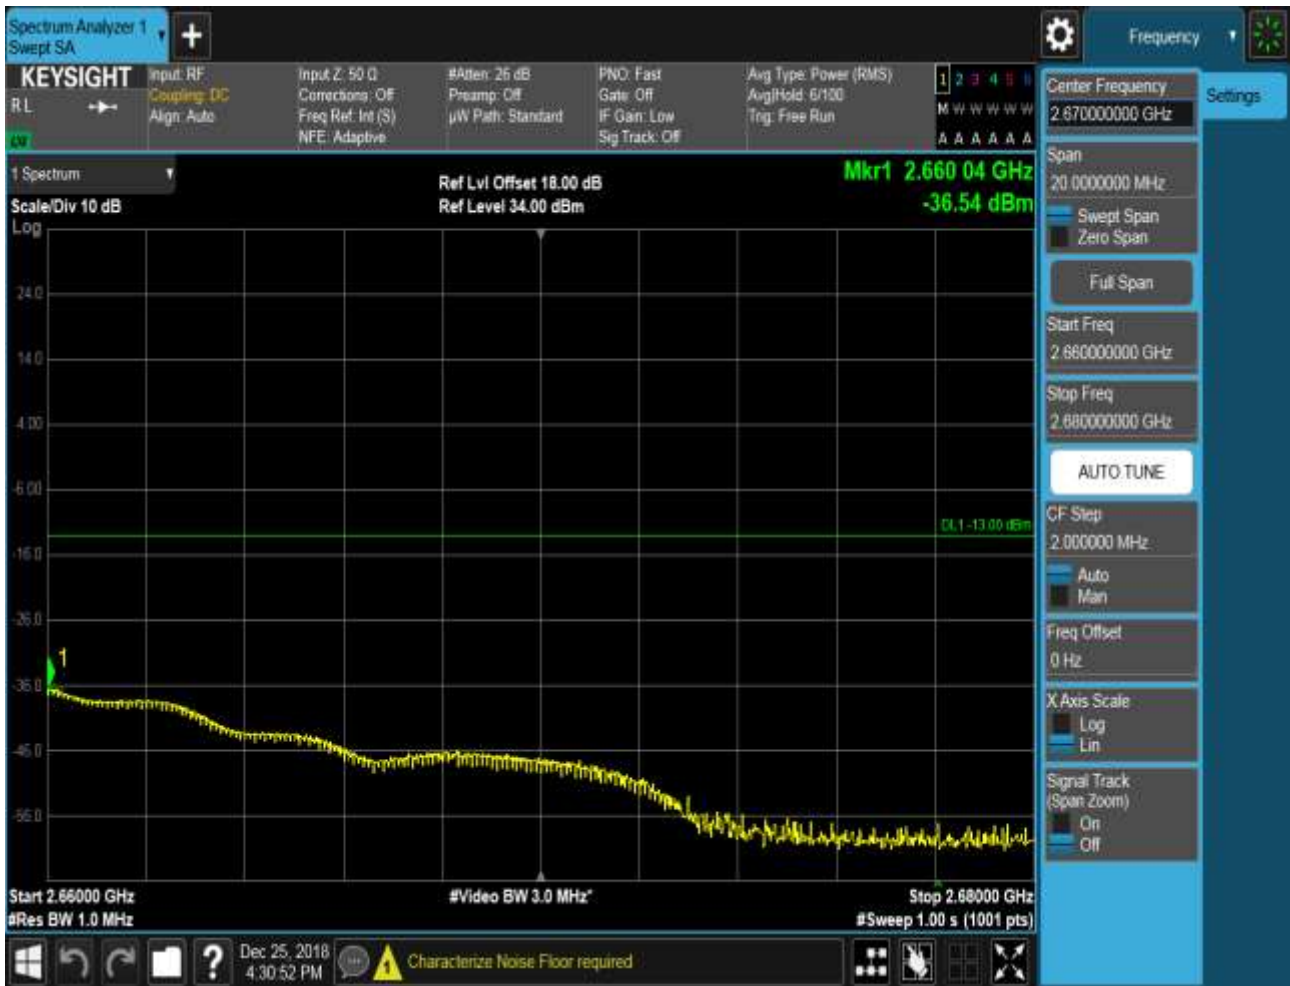 Spectrum Analyzer 1
Swept SA
Frequency
KEYSIGHT
RL
Input: RF
Coupling: DC
Align: Auto
Input Z: 50 Ω
Corrections: Off
Freq Ref: Int (S)
NFE: Adaptive
#Atten: 26 dB
Preamp: Off
µW Path: Standard
PNO: Fast
Gate: Off
IF Gain: Low
Sig Track: Off
Avg Type: Power (RMS)
Avg|Hold: 6/100
Trig: Free Run
1 2 3 4 5 6
M W W W W W
A A A A A A
Center Frequency
2.670000000 GHz
Settings
Span
20.0000000 MHz
Swept Span
Zero Span
Full Span
Start Freq
2.660000000 GHz
Stop Freq
2.680000000 GHz
AUTO TUNE
CF Step
2.000000 MHz
Auto
Man
Freq Offset
0 Hz
X Axis Scale
Log
Lin
Signal Track
(Span Zoom)
On
Off
1 Spectrum
Scale/Div 10 dB
Log
Ref Lvl Offset 18.00 dB
Ref Level 34.00 dBm
Mkr1 2.660 04 GHz
-36.54 dBm
24.0
14.0
4.00
-6.00
DL1 -13.00 dBm
-16.0
-26.0
1
-36.0
-46.0
-56.0
Start 2.66000 GHz
#Video BW 3.0 MHz*
Stop 2.68000 GHz
#Res BW 1.0 MHz
#Sweep 1.00 s (1001 pts)
Dec 25, 2018
4:30:52 PM
Characterize Noise Floor required